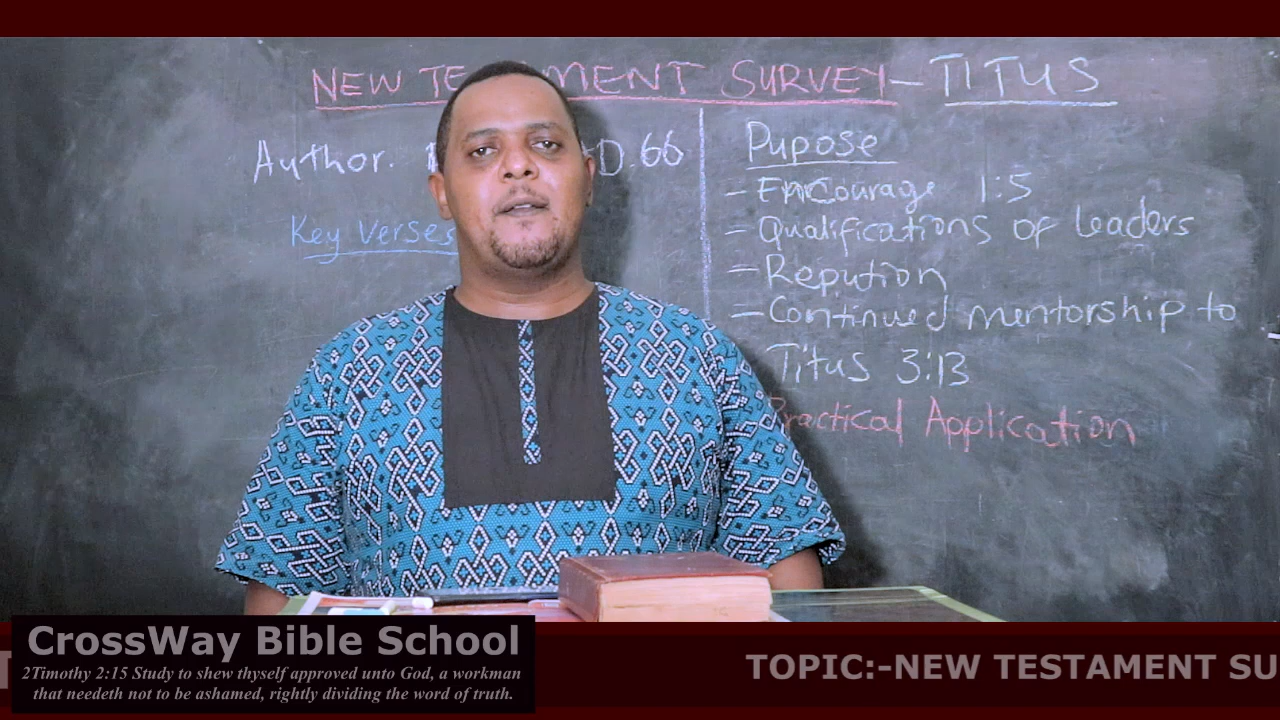 NEW TE MENT SURVEY - TITUS
Author. D.66
Key Verses
Pupose
- Encourage 1:5
- Qualifications of leaders
- Repution
- Continued mentorship to
Titus 3:13
Practical Application
CrossWay Bible School
2Timothy 2:15 Study to shew thyself approved unto God, a workman
that needeth not to be ashamed, rightly dividing the word of truth.
TOPIC:-NEW TESTAMENT SU